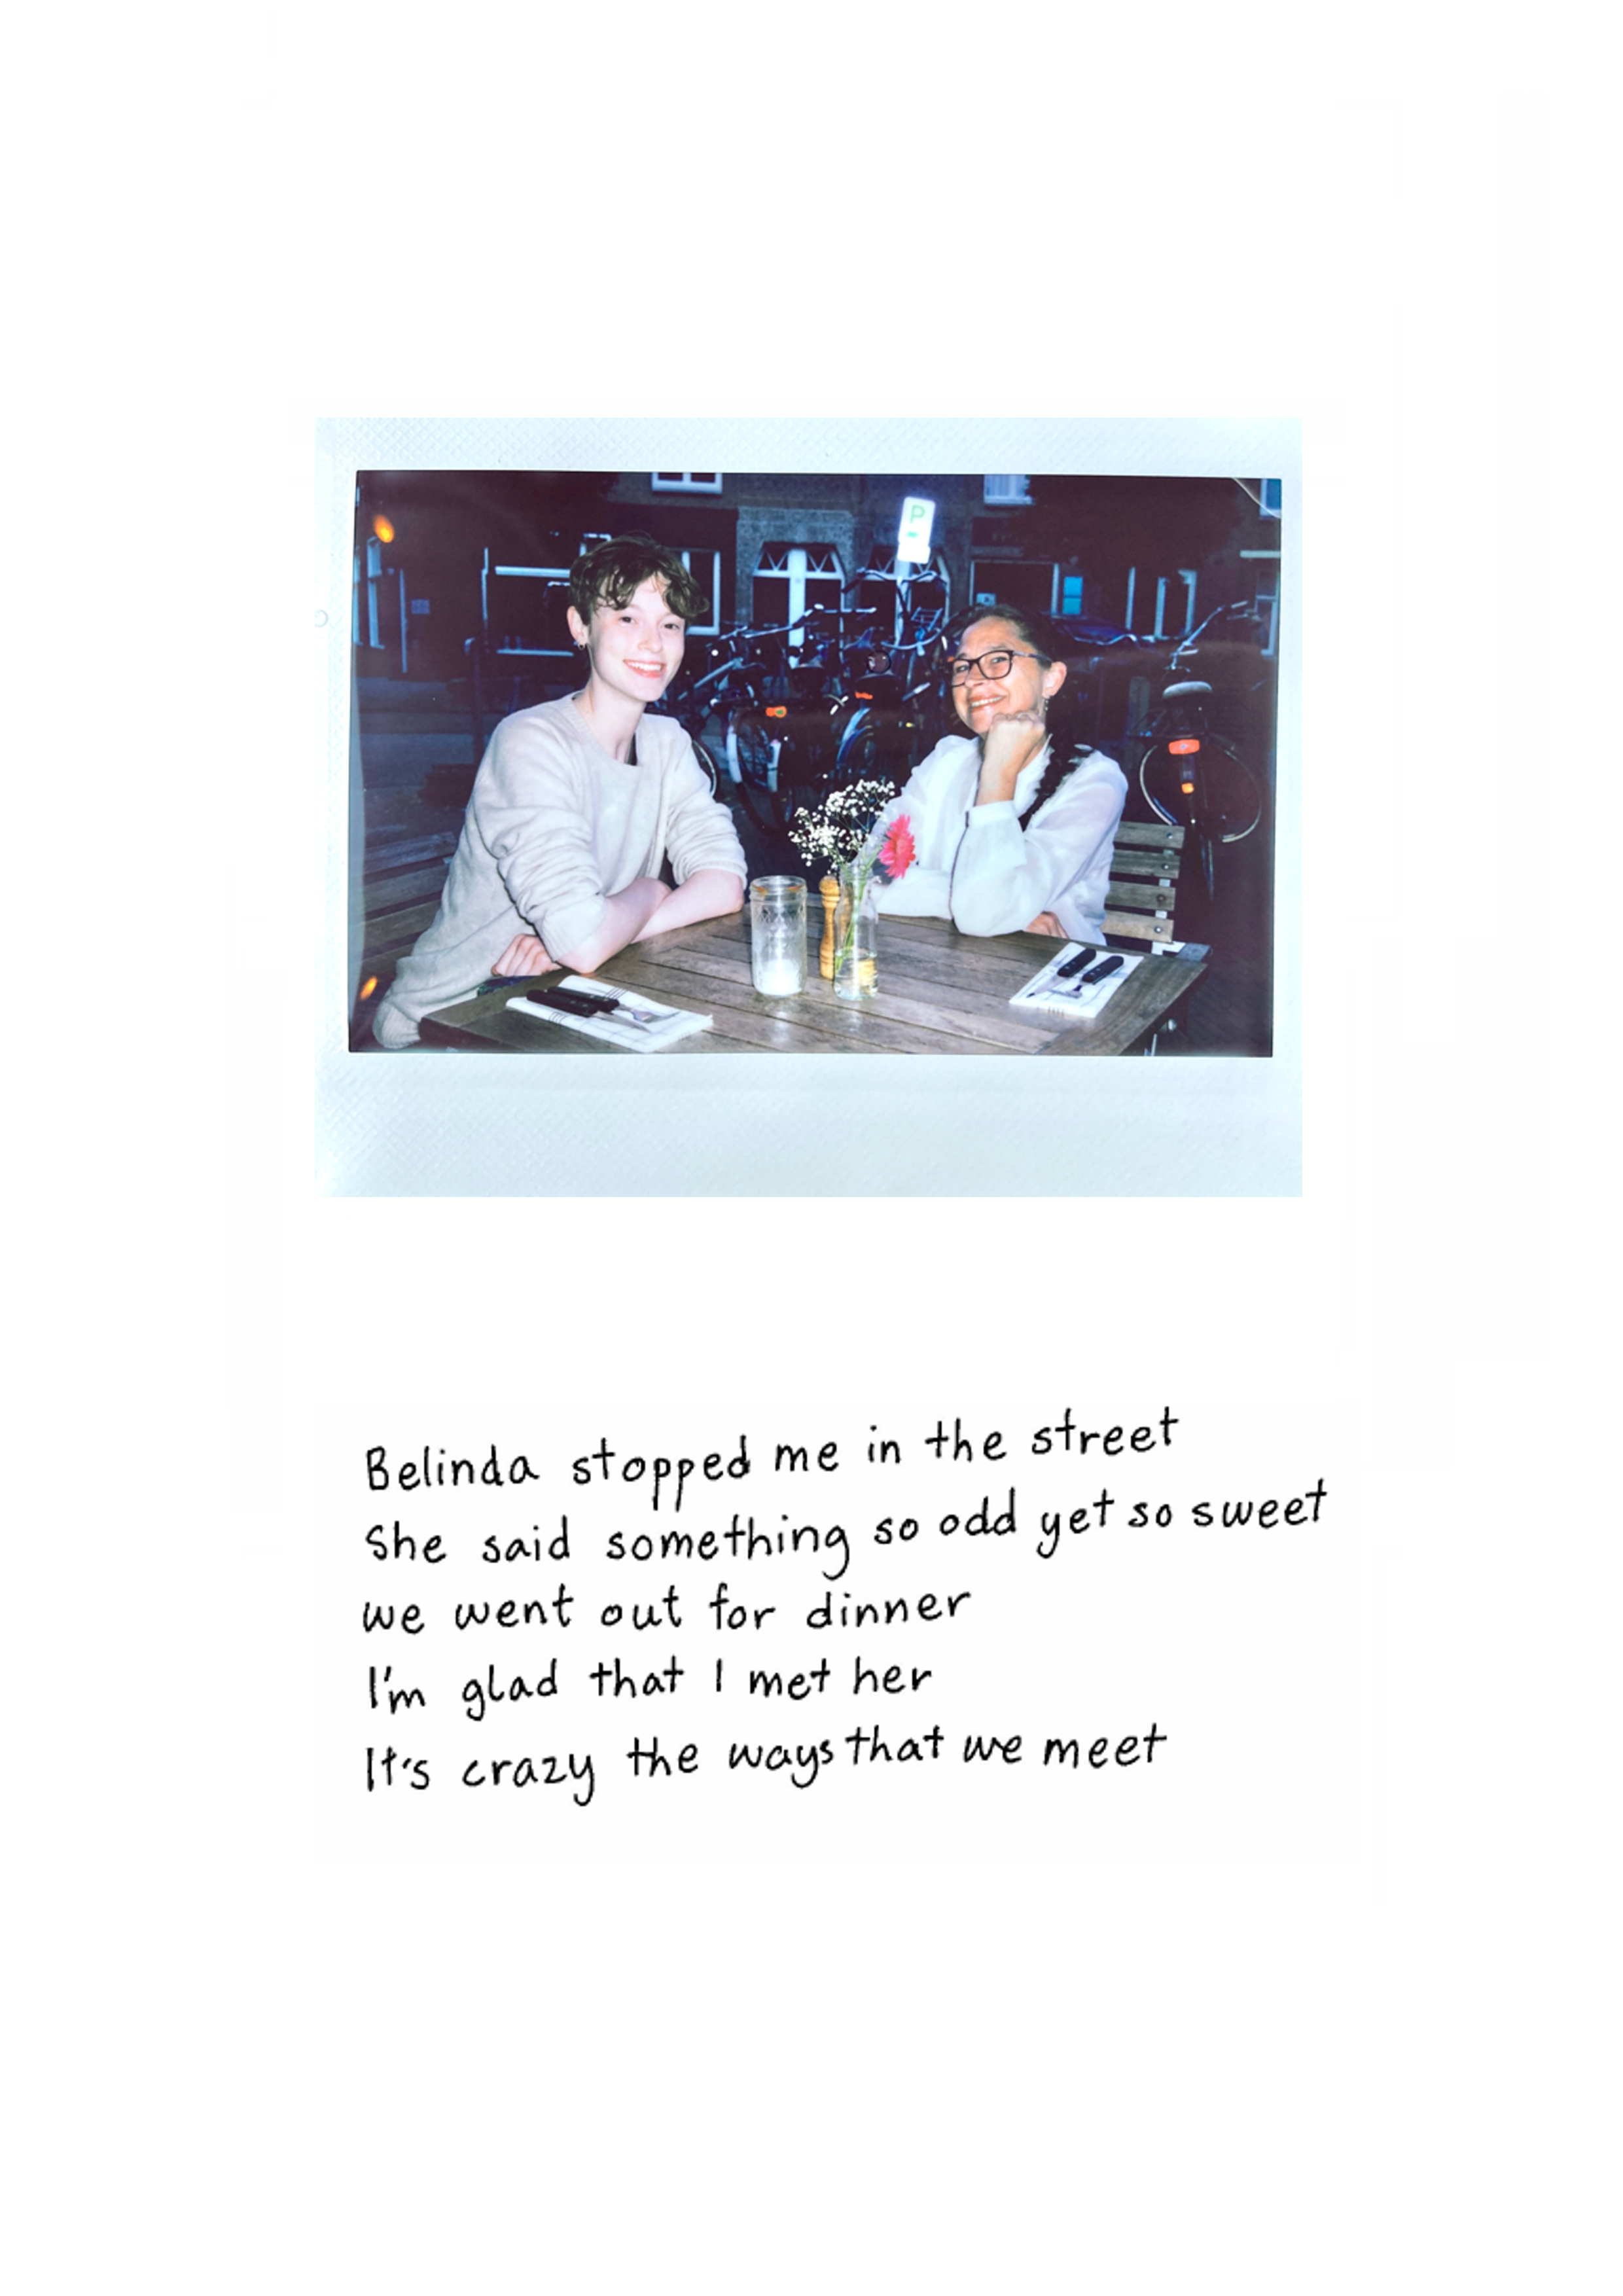 P
Belinda stopped me in the street
She said something so odd yet so sweet
we went out for dinner
I'm glad that I met her
It's crazy the ways that we meet